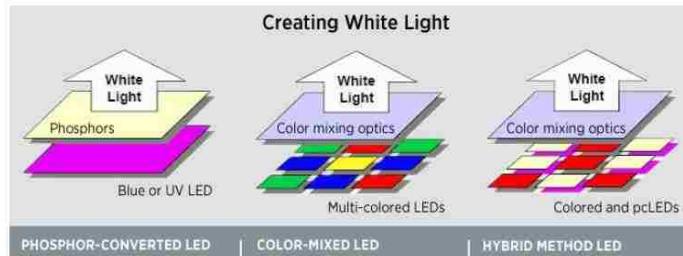 Creating White Light
White
Light
Phosphors
Blue or UV LED
White
Light
Color mixing optics
Multi-colored LEDs
White
Light
Color mixing optics
Colored and pcLEDs
PHOSPHOR-CONVERTED LED
COLOR-MIXED LED
HYBRID METHOD LED